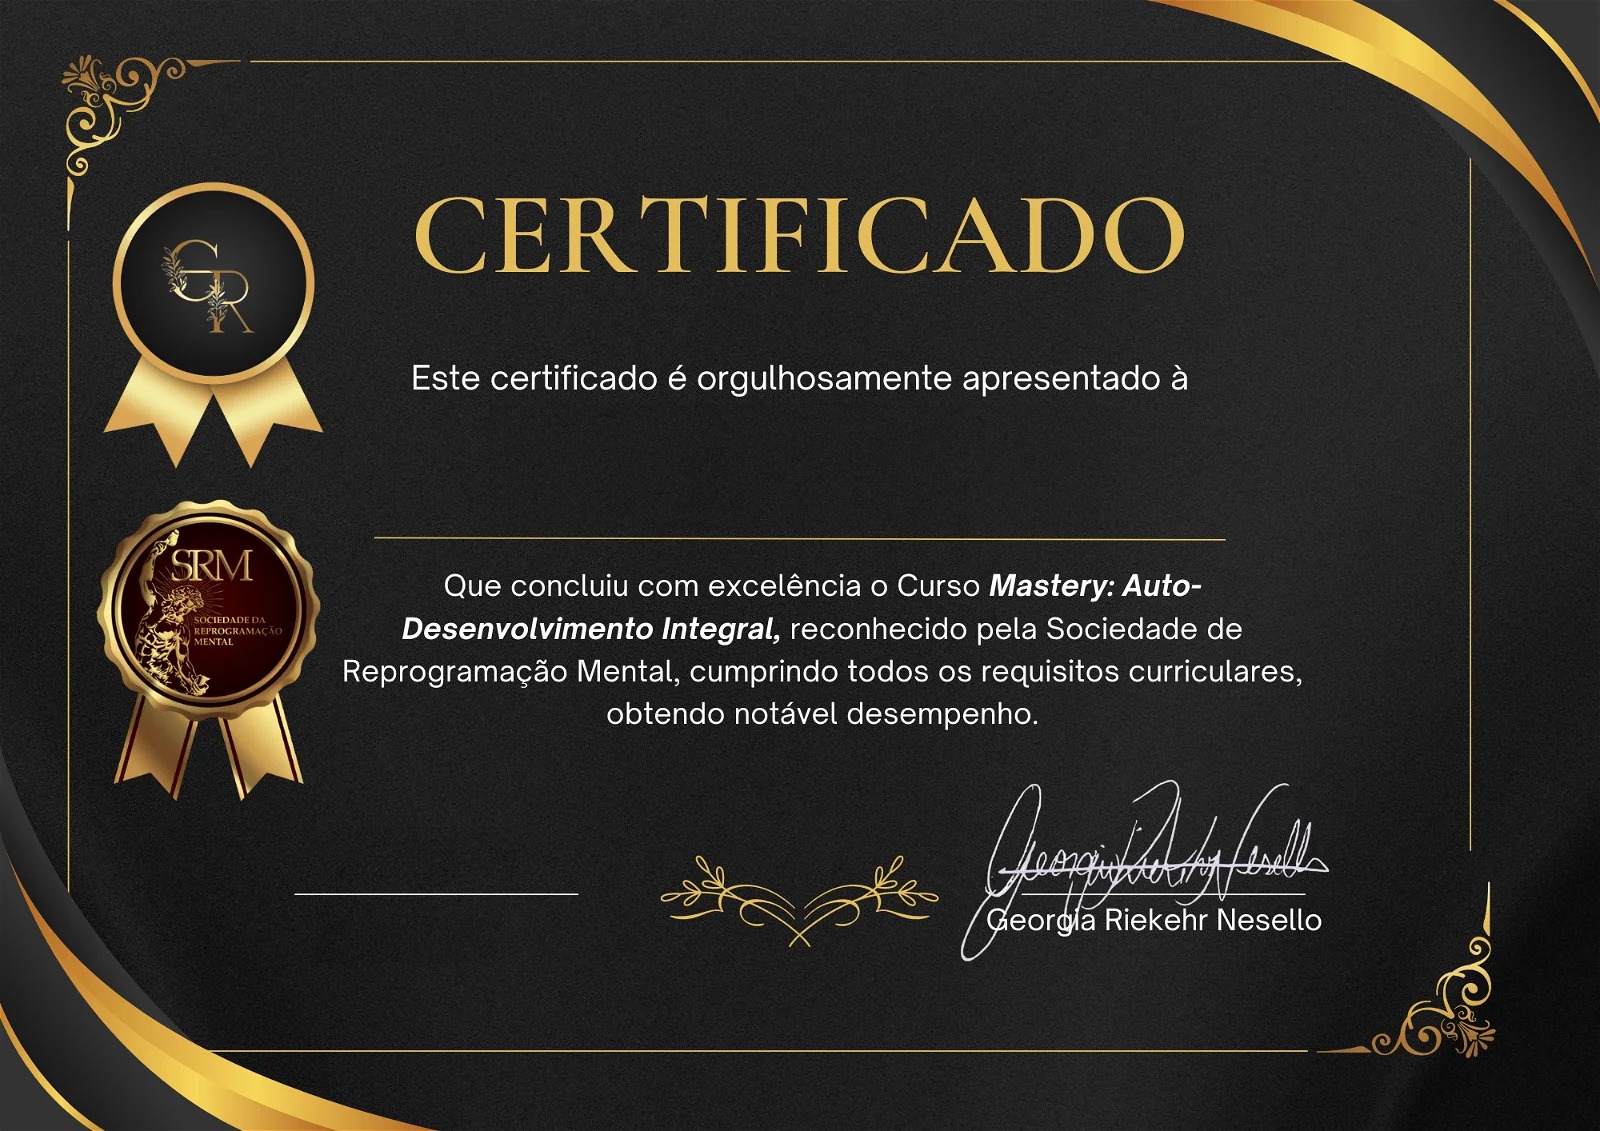 CERTIFICADO
Este certificado é orgulhosamente apresentado à
GR
SRM
SOCIEDADE DA
REPROGRAMAÇÃO
MENTAL
Que concluiu com excelência o Curso Mastery: Auto-
Desenvolvimento Integral, reconhecido pela Sociedade de
Reprogramação Mental, cumprindo todos os requisitos curriculares,
obtendo notável desempenho.
Georgia Riekehr Nesello
Georgia Riekehr Nesello